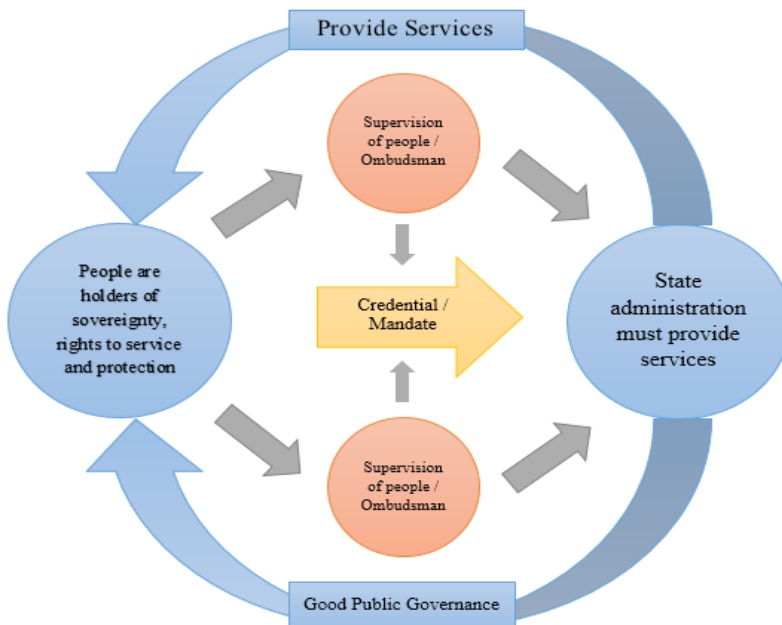 Provide Services
Supervision
of people /
Ombudsman
People are
holders of
sovereignty,
rights to service
and protection
Credential /
Mandate
State
administration
must provide
services
Supervision
of people /
Ombudsman
Good Public Governance